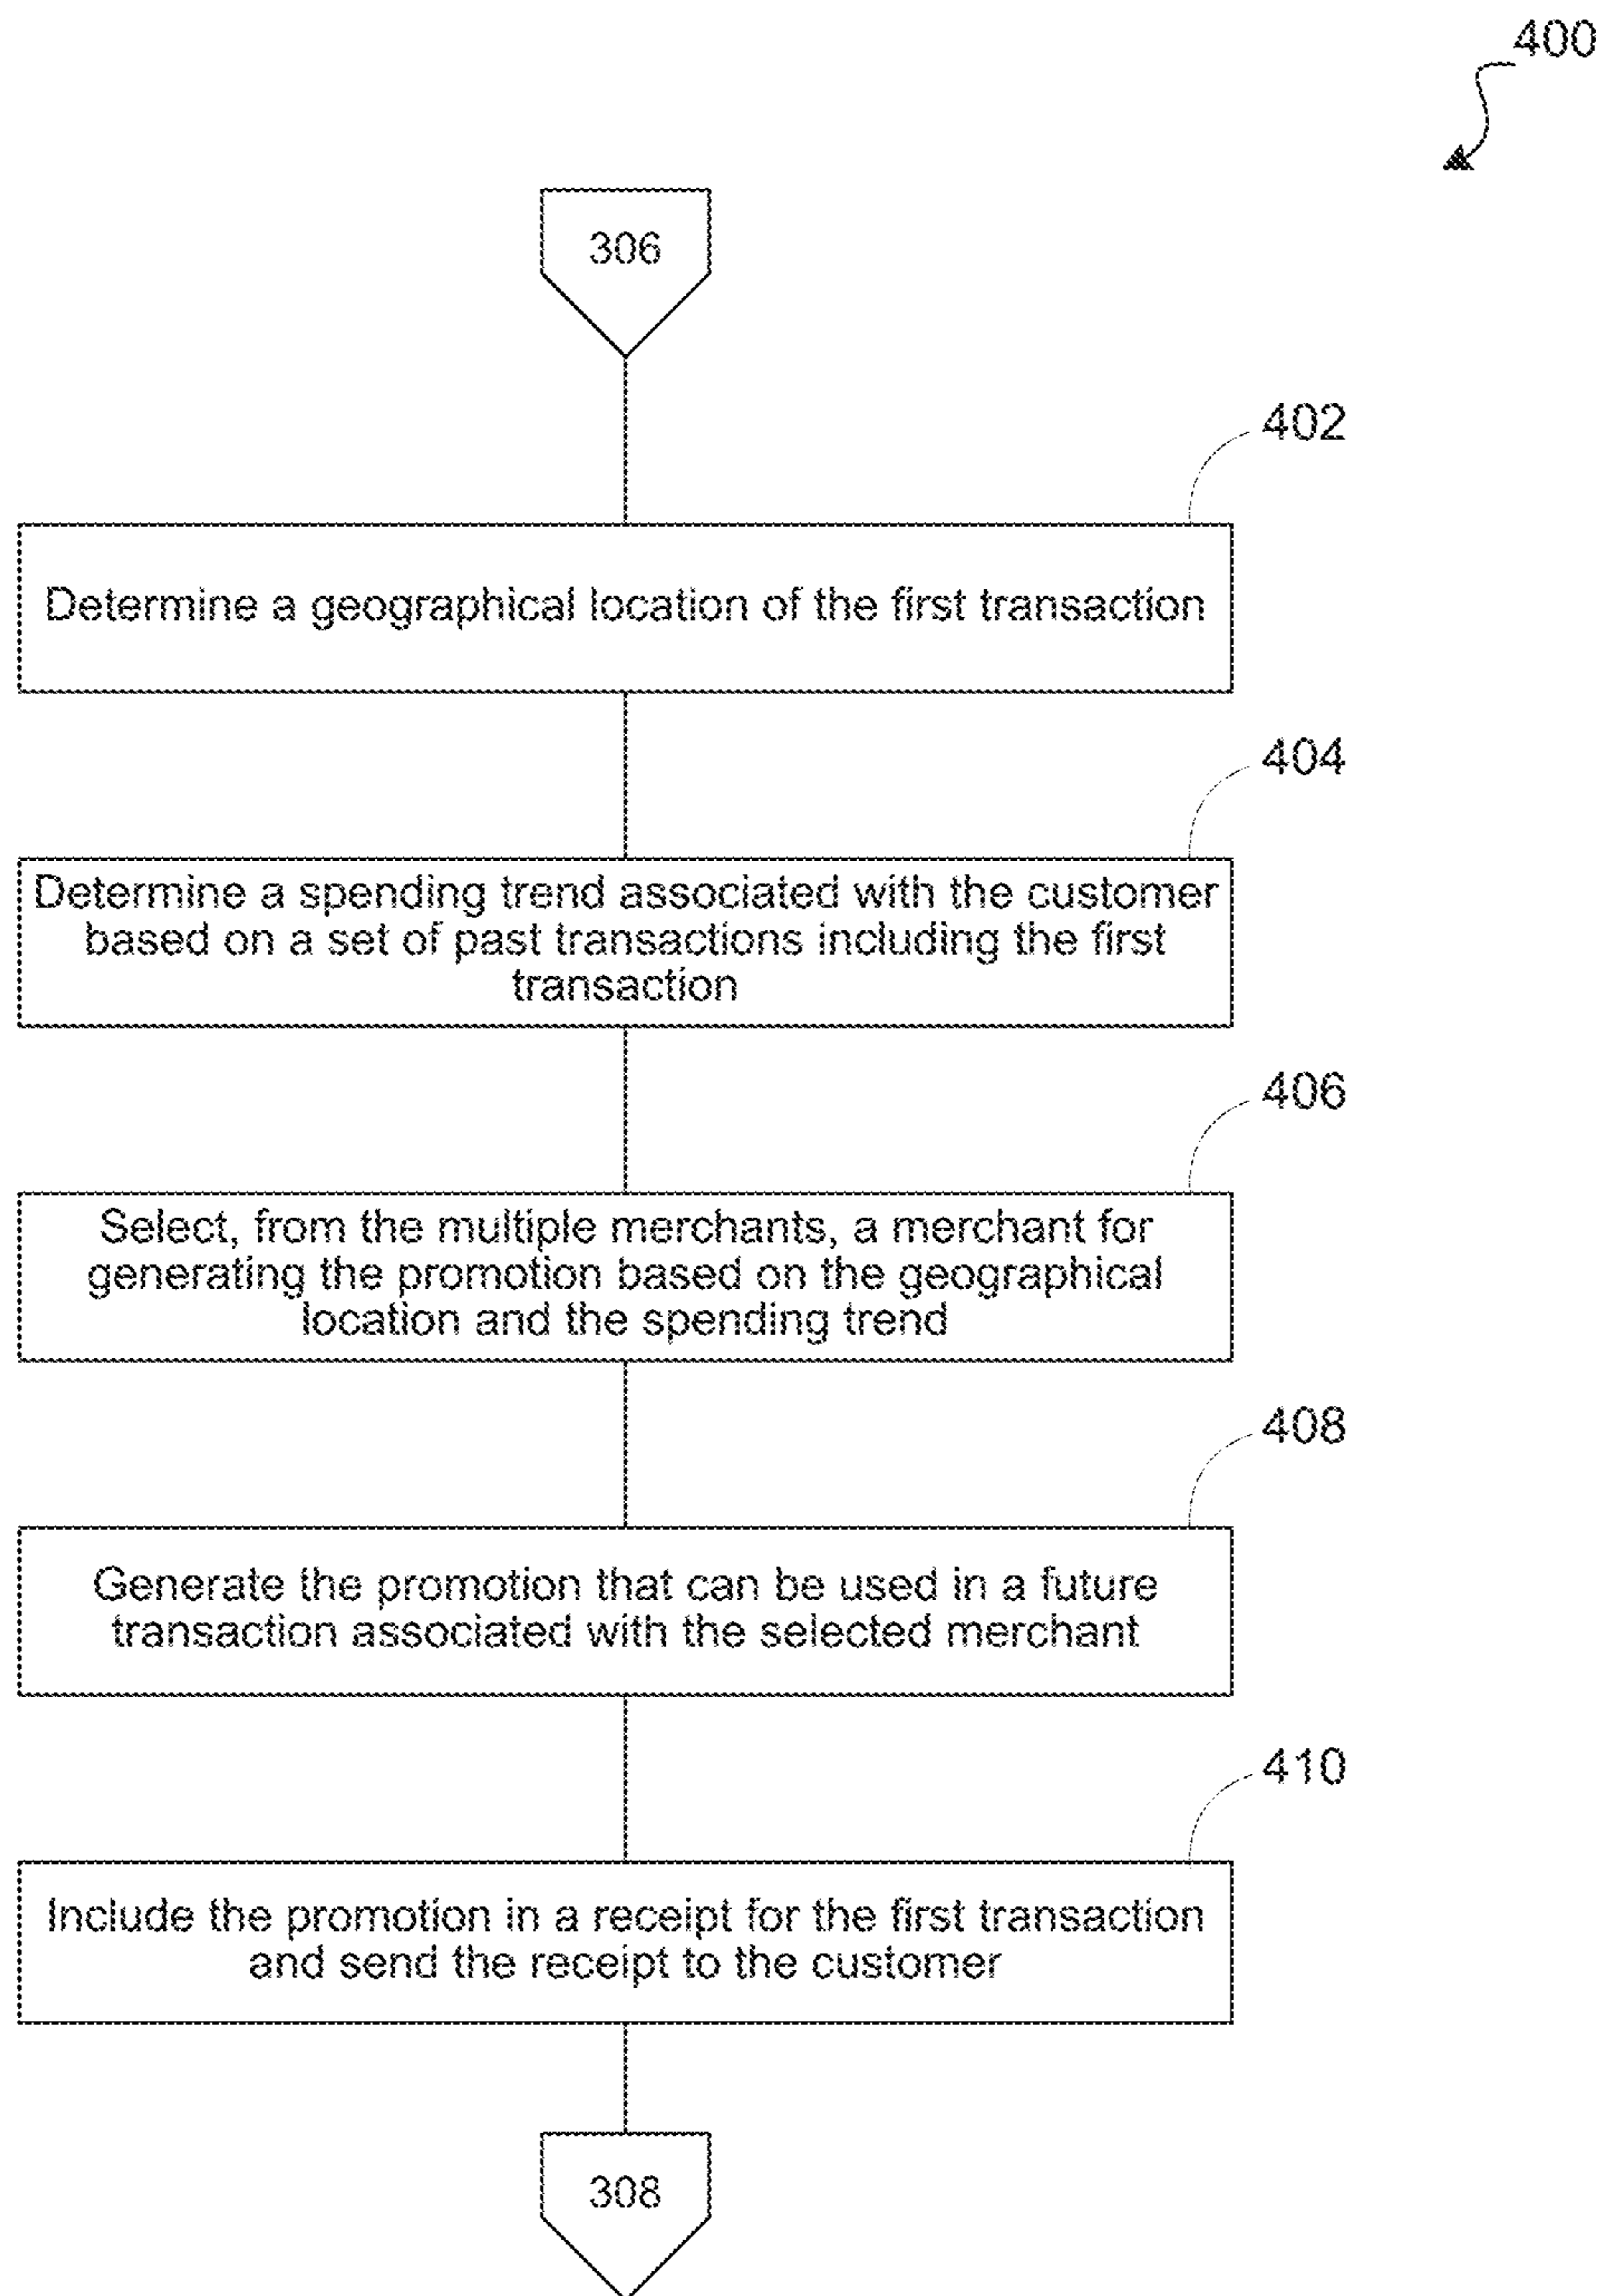 400
306
402
Determine a geographical location of the first transaction
404
Determine a spending trend associated with the customer
based on a set of past transactions including the first
transaction
406
Select, from the multiple merchants, a merchant for
generating the promotion based on the geographical
location and the spending trend
408
Generate the promotion that can be used in a future
transaction associated with the selected merchant
410
Include the promotion in a receipt for the first transaction
and send the receipt to the customer
308